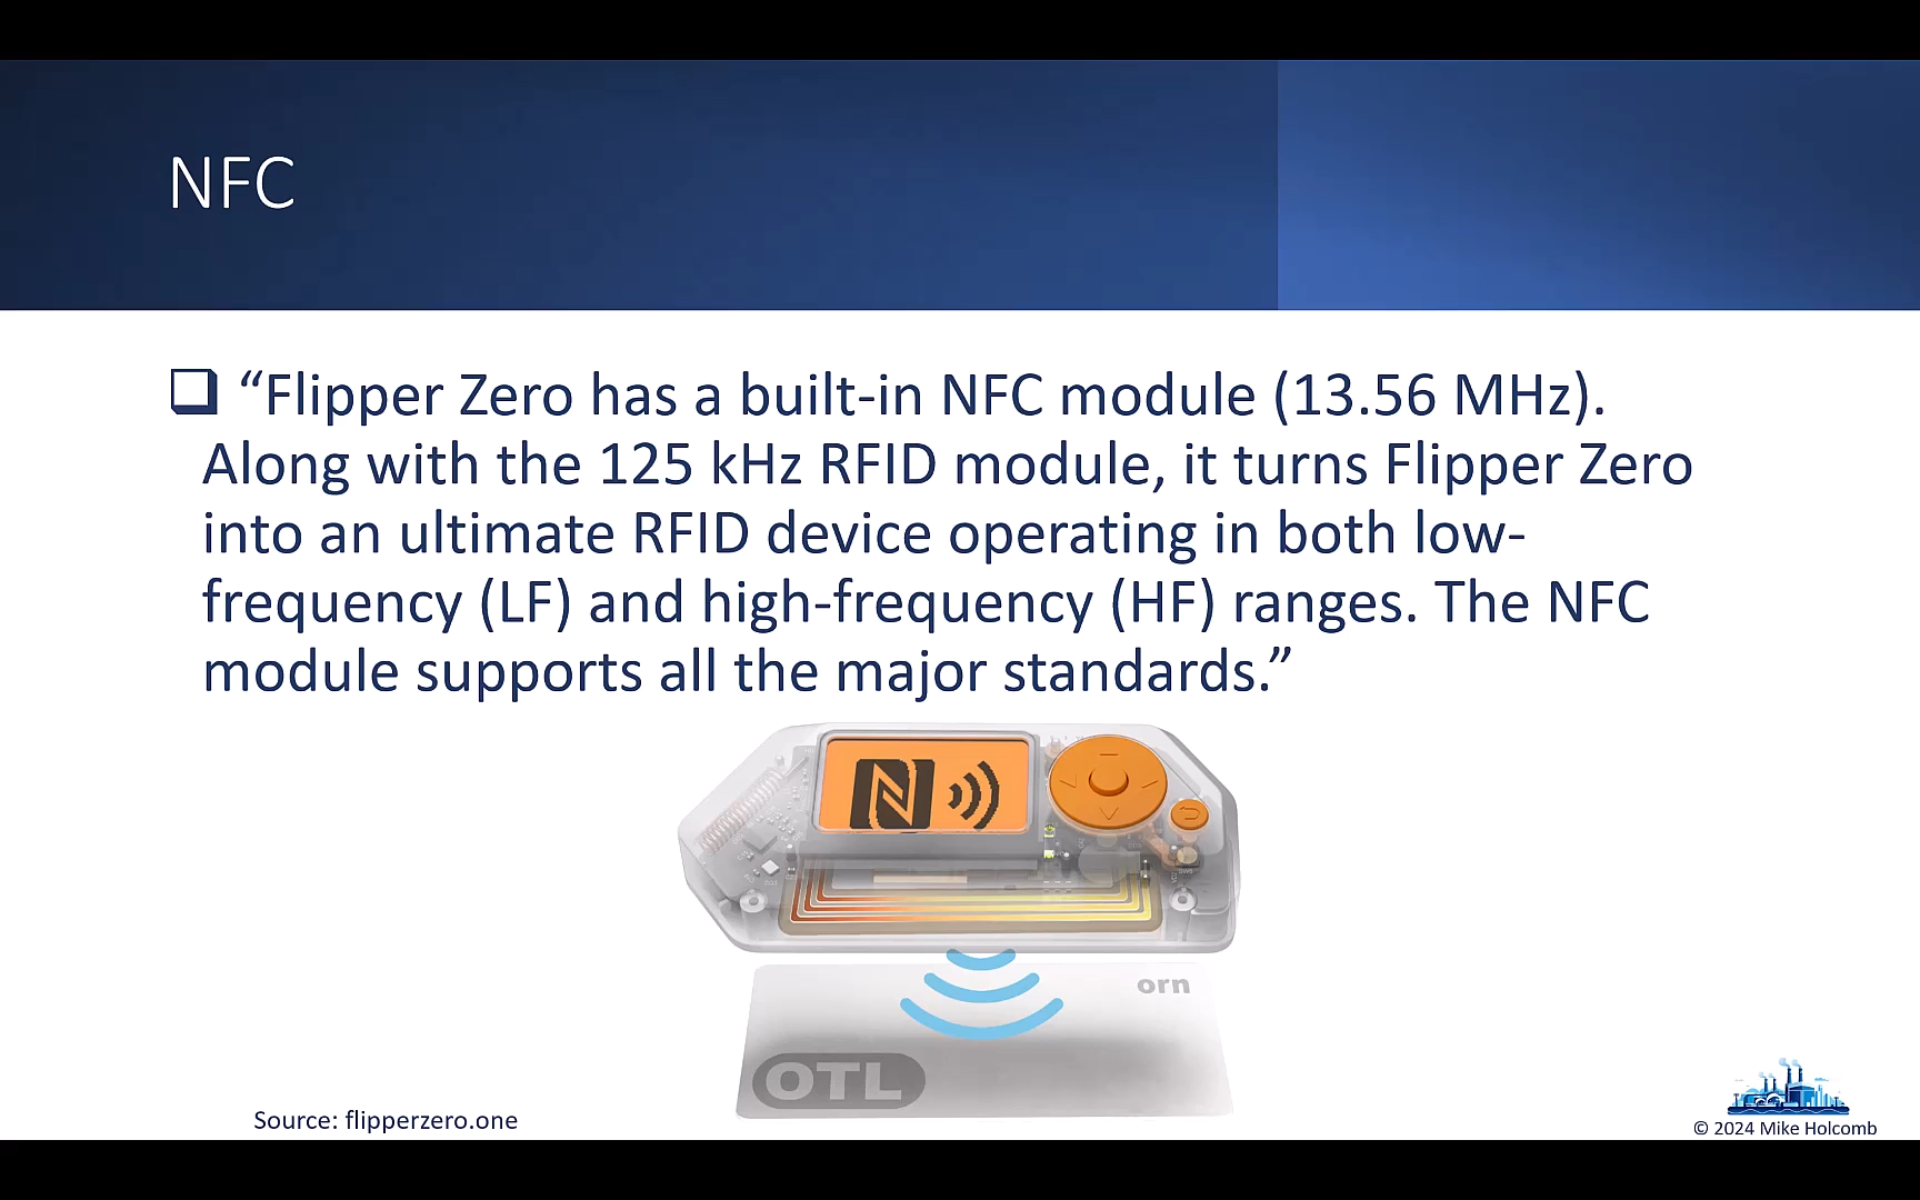 NFC
“Flipper Zero has a built-in NFC module (13.56 MHz).
Along with the 125 kHz RFID module, it turns Flipper Zero
into an ultimate RFID device operating in both low-
frequency (LF) and high-frequency (HF) ranges. The NFC
module supports all the major standards.”
orn
OTL
Source: flipperzero.one
© 2024 Mike Holcomb